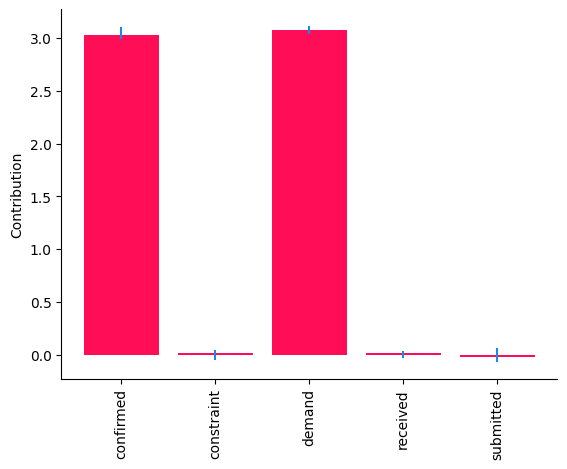 3.0
2.5
2.0
1.5
1.0
0.5
0.0
Contribution
confirmed
constraint
demand
received
submitted